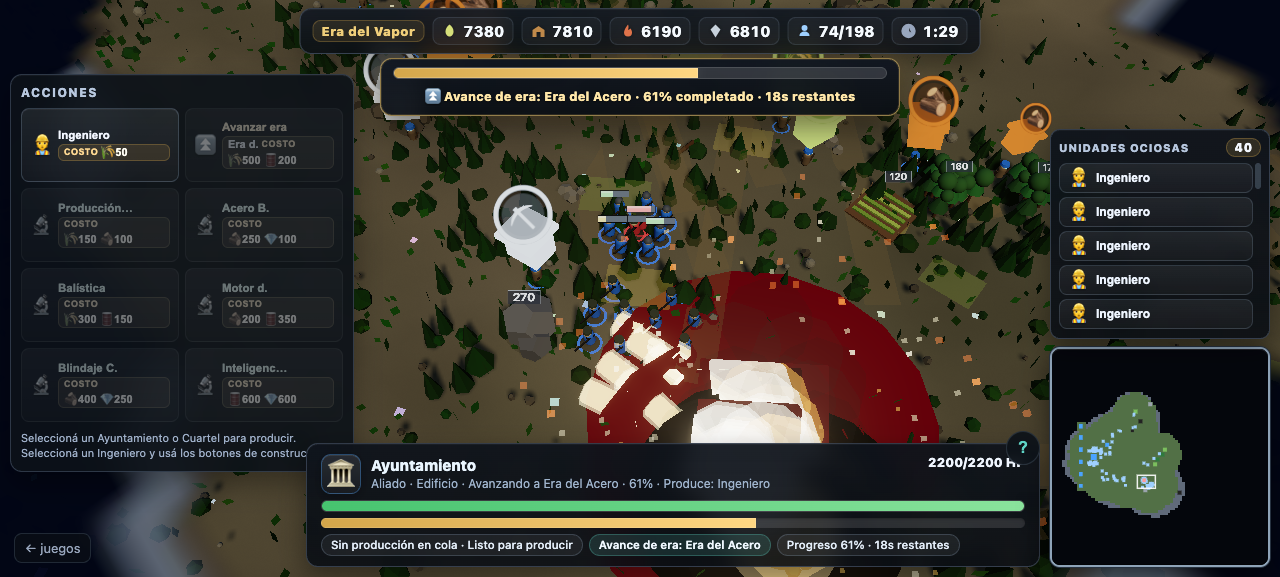 Era del Vapor
7380
7810
6190
6810
74/198
1:29
Avance de era: Era del Acero · 61% completado · 18s restantes
ACCIONES
Ingeniero
COSTO 50
Avanzar era
Era d. COSTO
500 200
Producción...
COSTO
150 100
Acero B.
COSTO
250 100
Balística
COSTO
300 150
Motor d.
COSTO
200 350
Blindaje C.
COSTO
400 250
Inteligenc...
COSTO
600 600
Seleccioná un Ayuntamiento o Cuartel para producir.
Seleccioná un Ingeniero y usá los botones de construc
270
120
160
17
UNIDADES OCIOSAS 40
Ingeniero
Ingeniero
Ingeniero
Ingeniero
Ingeniero
Ayuntamiento
2200/2200
?
Aliado · Edificio · Avanzando a Era del Acero · 61% · Produce: Ingeniero
Sin producción en cola · Listo para producir
Avance de era: Era del Acero
Progreso 61% · 18s restantes
← juegos